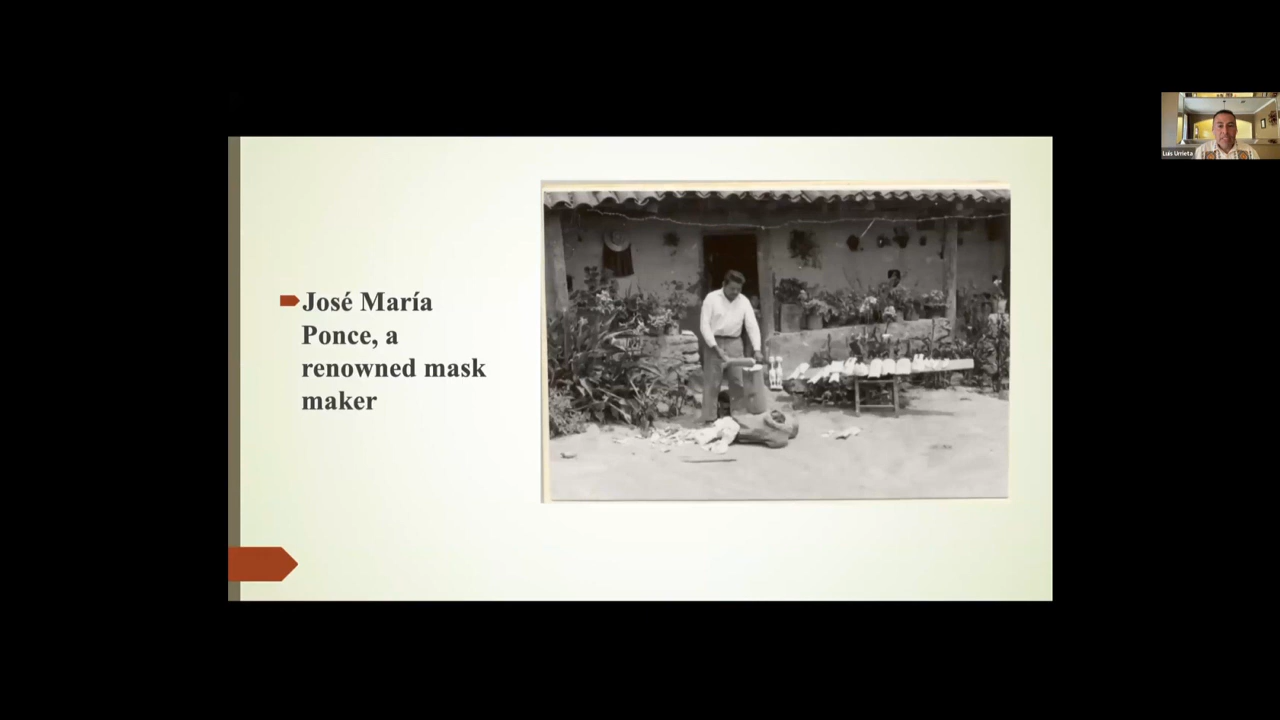 José María
Ponce, a
renowned mask
maker
Luis Urrieta